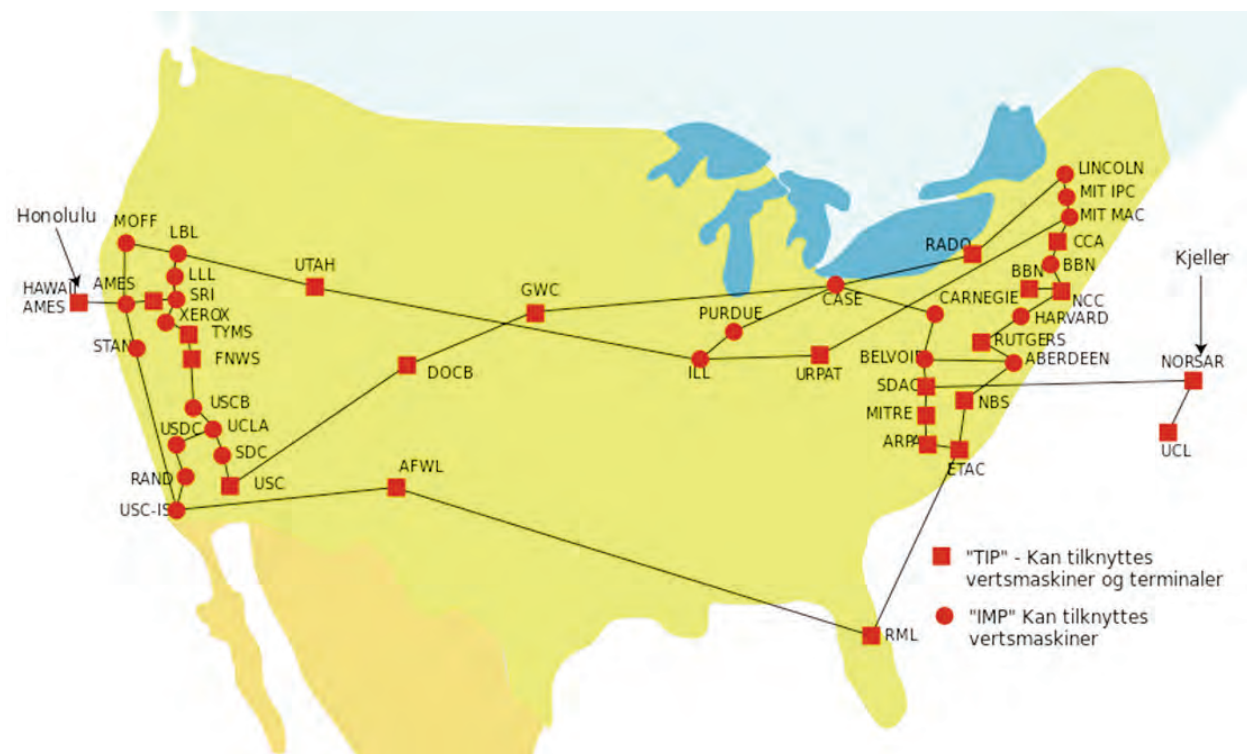 LINCOLN
MIT IPC
MIT MAC
Honolulu
MOFF
LBL
CCA
RADO
BBN
BBN
Kjeller
LLL
UTAH
HAWAII
AMES
AMES
SRI
GWC
CASE
CARNEGIE
NCC
XEROX
PURDUE
HARVARD
TYMS
STAN
RUTGERS
FNWS
DOCB
ILL
URPAT
BELVOIR
ABERDEEN
NORSAR
SDAC
USCB
NBS
USDC
UCLA
MITRE
ARPA
UCL
SDC
AFWL
ETAC
RAND
USC
USC-IS
"TIP" - Kan tilknyttes
vertsmaskiner og terminaler
"IMP" Kan tilknyttes
vertsmaskiner
RML